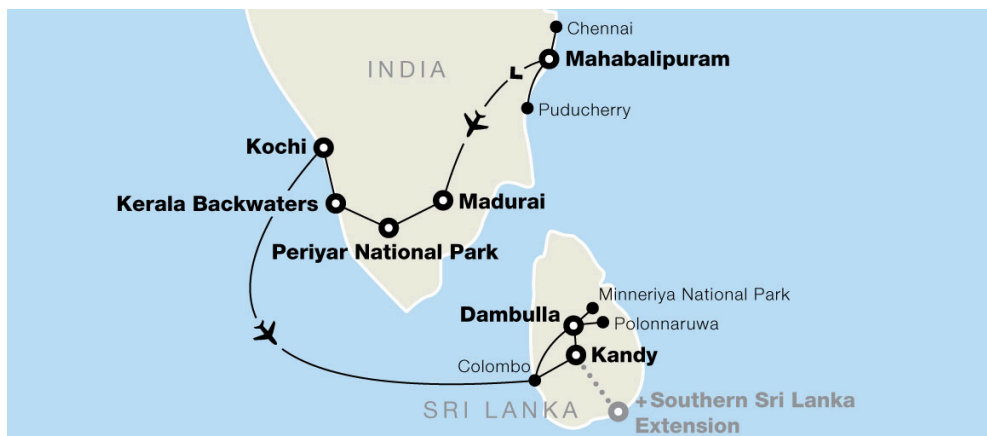 Chennai
INDIA
Mahabalipuram
Puducherry
Kochi
Kerala Backwaters
Madurai
Periyar National Park
Minneriya National Park
Dambulla
Polonnaruwa
Kandy
Colombo
SRI LANKA
+Southern Sri Lanka
Extension